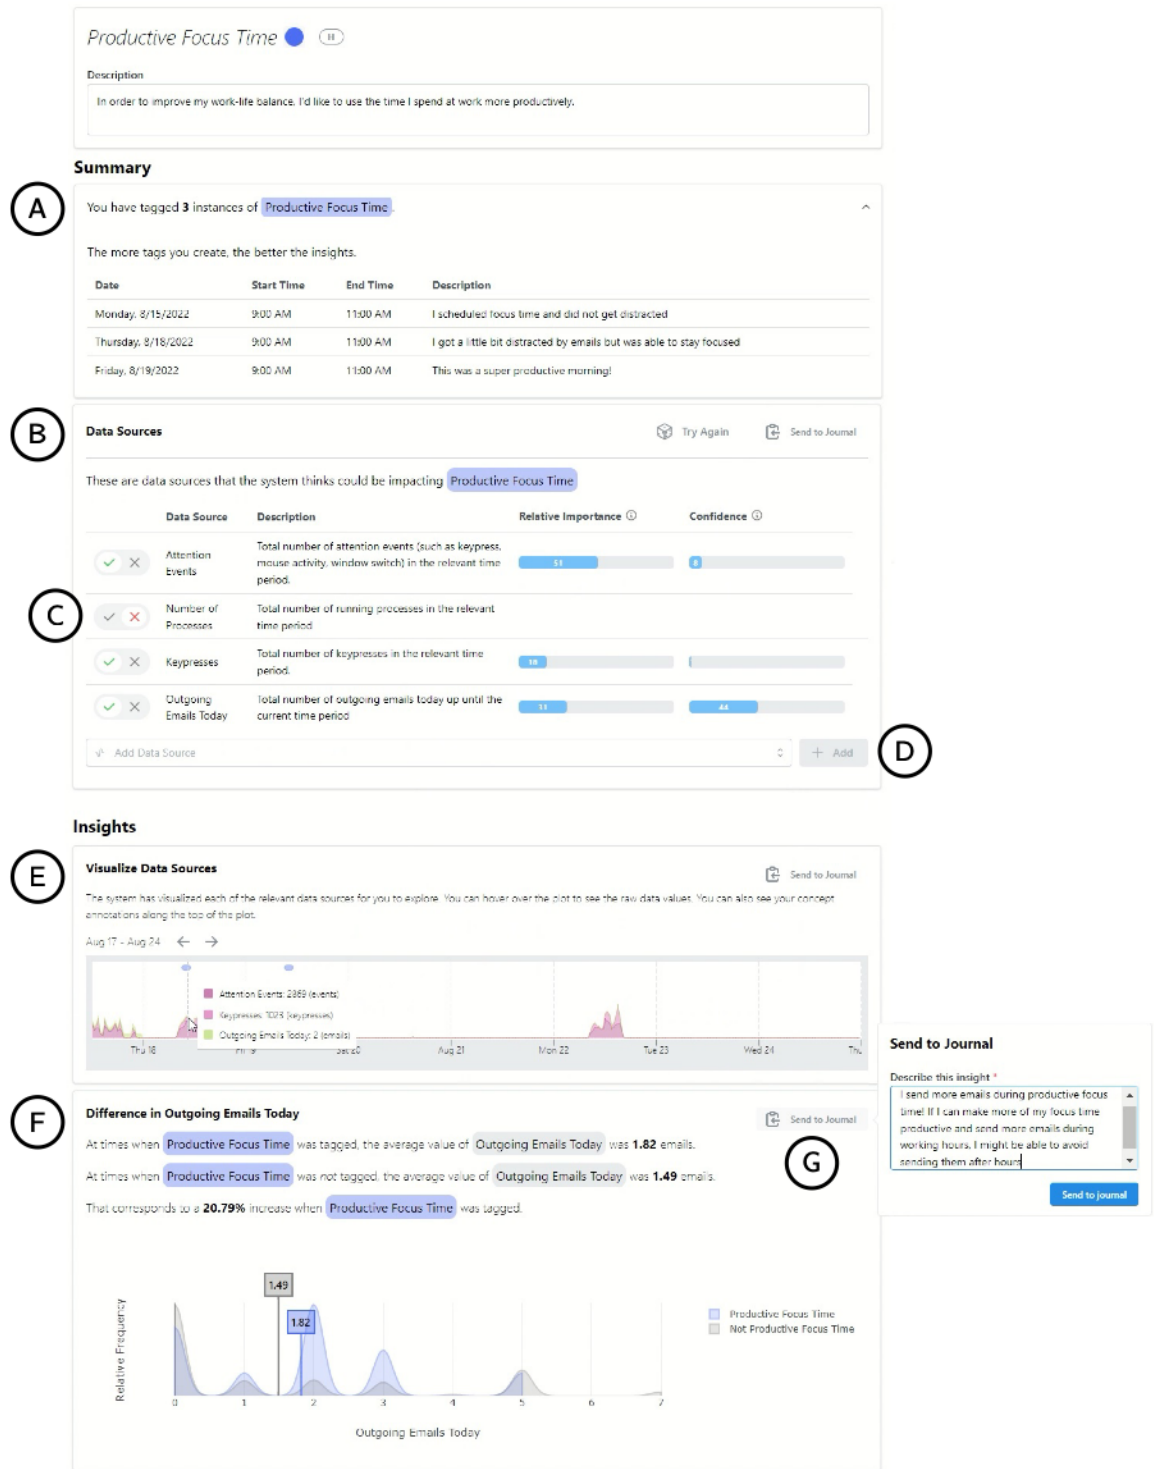 Productive Focus Time
Description
In order to improve my work-life balance, I'd like to use the time I spend at work more productively.
Summary
A
You have tagged 3 instances of Productive Focus Time.
The more tags you create, the better the insights.
Date Start Time End Time Description
Monday, 8/15/2022 9:00 AM 11:00 AM I scheduled focus time and did not get distracted
Thursday, 8/18/2022 9:00 AM 11:00 AM I got a little bit distracted by emails but was able to stay focused
Friday, 8/19/2022 9:00 AM 11:00 AM This was a super productive morning!
B
Data Sources Try Again Send to Journal
These are data sources that the system thinks could be impacting Productive Focus Time
Data Source Description Relative Importance Confidence
Attention Events
Total number of attention events (such as keypress,
mouse activity, window switch) in the relevant time
period.
51 8
C
Number of Processes
Total number of running processes in the relevant
time period
Keypresses
Total number of keypresses in the relevant time
period.
18
Outgoing Emails Today
Total number of outgoing emails today up until the
current time period
44
Add Data Source + Add
D
Insights
E
Visualize Data Sources Send to Journal
The system has visualized each of the relevant data sources for you to explore. You can hover over the plot to see the raw data values. You can also see your concept
annotations along the top of the plot.
Aug 17 - Aug 24
Attention Events: 2869 (events)
Keypresses: 1023 (keypresses)
Outgoing Emails Today: 2 (emails)
Thu 18 Fri 19 Sat 20 Aug 21 Mon 22 Tue 23 Wed 24 Thu
F
Difference in Outgoing Emails Today Send to Journal
At times when Productive Focus Time was tagged, the average value of Outgoing Emails Today was 1.82 emails.
At times when Productive Focus Time was not tagged, the average value of Outgoing Emails Today was 1.49 emails.
That corresponds to a 20.79% increase when Productive Focus Time was tagged.
G
Send to Journal
Describe this insight *
I send more emails during productive focus
time! If I can make more of my focus time
productive and send more emails during
working hours, I might be able to avoid
sending them after hours
Send to journal
1.49
1.82
Productive Focus Time
Not Productive Focus Time
Relative Frequency
0 1 2 3 4 5 6 7
Outgoing Emails Today